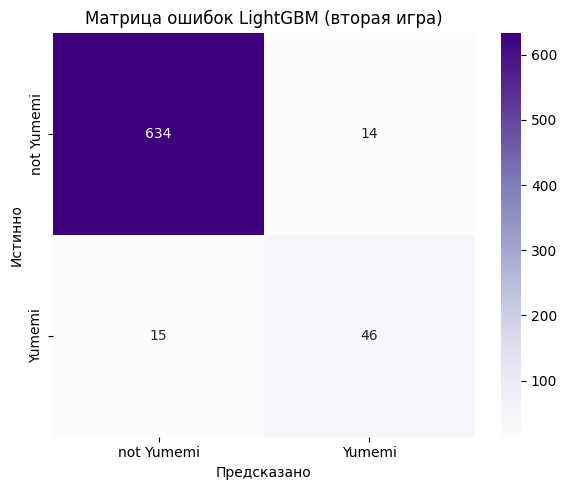 Матрица ошибок LightGBM (вторая игра)
Истинно
not Yumemi
Yumemi
634
14
15
46
not Yumemi
Yumemi
Предсказано
600
500
400
300
200
100